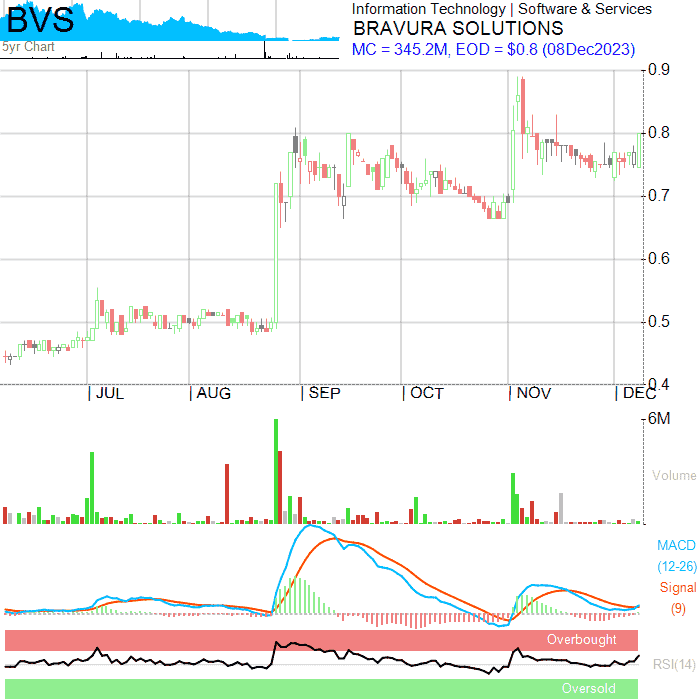 BVS
5yr Chart
Information Technology | Software & Services
BRAVURA SOLUTIONS
MC = 345.2M, EOD = $0.8 (08Dec2023)
0.9
0.8
0.7
0.6
0.5
0.4
JUL AUG SEP OCT NOV DEC
6M
Volume
MACD
(12-26)
Signal
(9)
Overbought
RSI(14)
Oversold